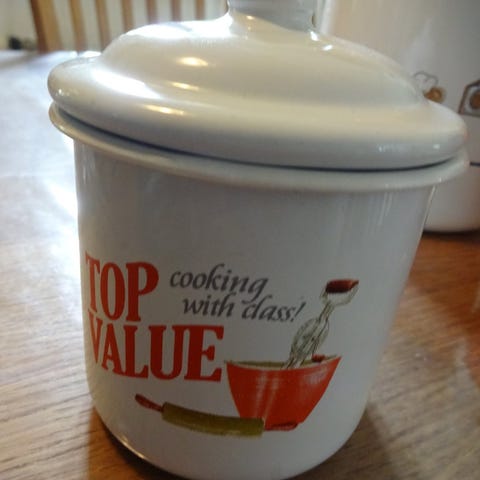 TOP
VALUE
cooking
with class!